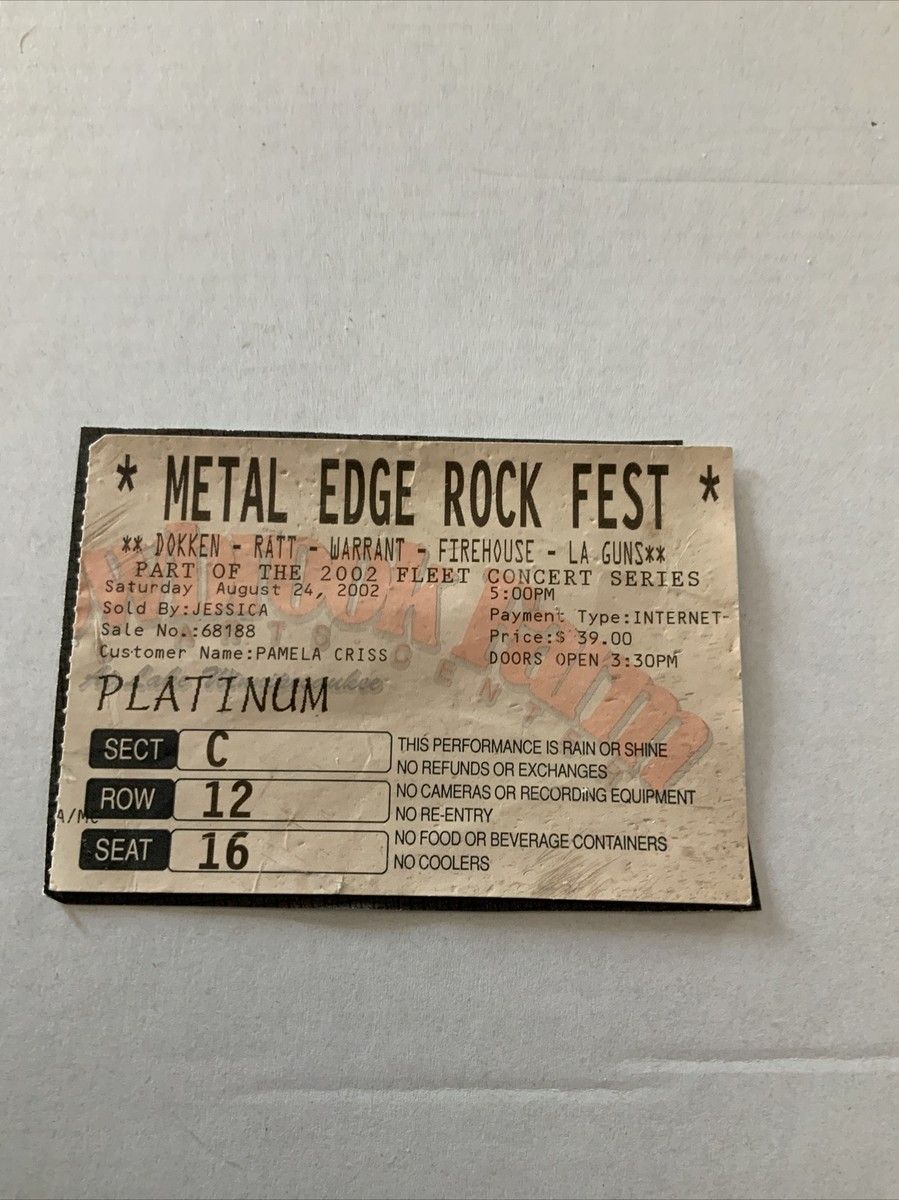 * METAL EDGE ROCK FEST *
** DOKKEN - RATT - WARRANT - FIREHOUSE - LA GUNS**
PART OF THE 2002 FLEET CONCERT SERIES
Saturday August 24, 2002 5:00PM
Sold By:JESSICA Payment Type:INTERNET-
Sale No.:68188 Price:$ 39.00
Customer Name:PAMELA CRISS DOORS OPEN 3:30PM
PLATINUM
SECT C
ROW 12
SEAT 16
A/MC
THIS PERFORMANCE IS RAIN OR SHINE
NO REFUNDS OR EXCHANGES
NO CAMERAS OR RECORDING EQUIPMENT
NO RE-ENTRY
NO FOOD OR BEVERAGE CONTAINERS
NO COOLERS